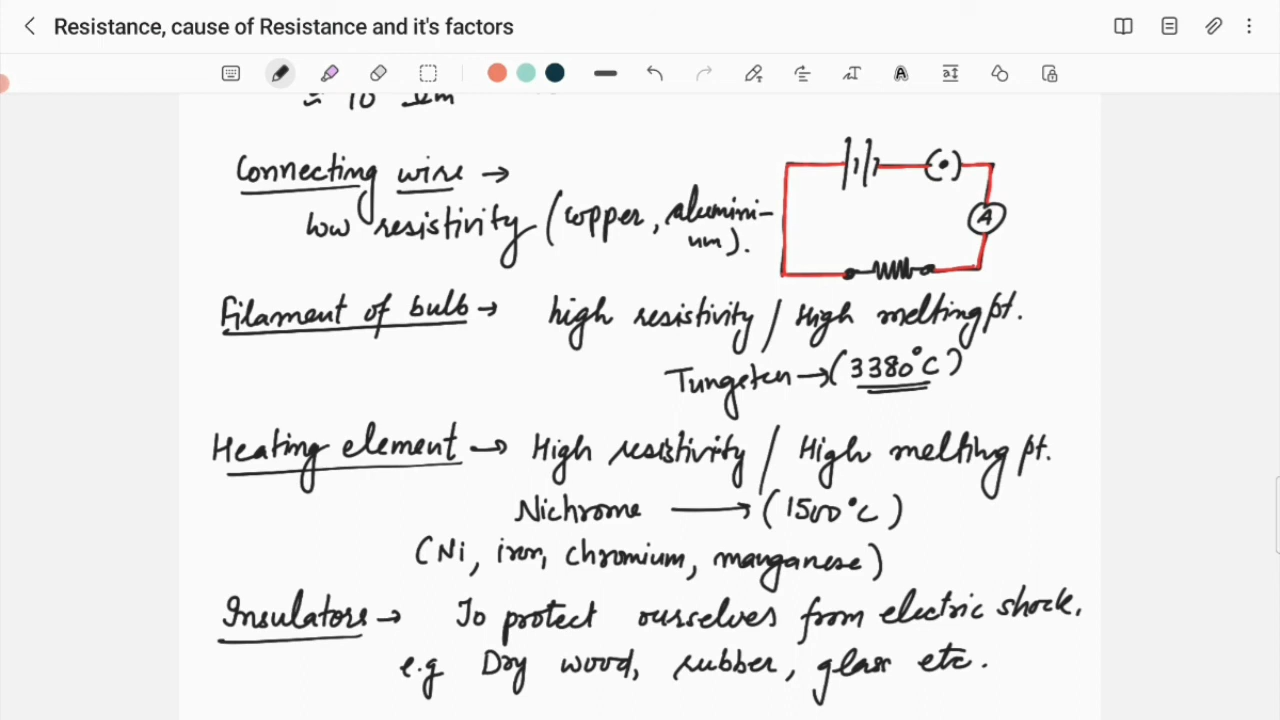 Resistance, cause of Resistance and it's factors
Connecting wire →
low resistivity (copper, alumini-
um).
A
Filament of bulb → high resistivity / High melting pt.
Tungsten → (3380°C)
Heating element → High resistivity / High melting pt.
Nichrome → (1500°C)
(Ni, iron, chromium, manganese)
Insulators → To protect ourselves from electric shock.
e.g Dry wood, rubber, glass etc.